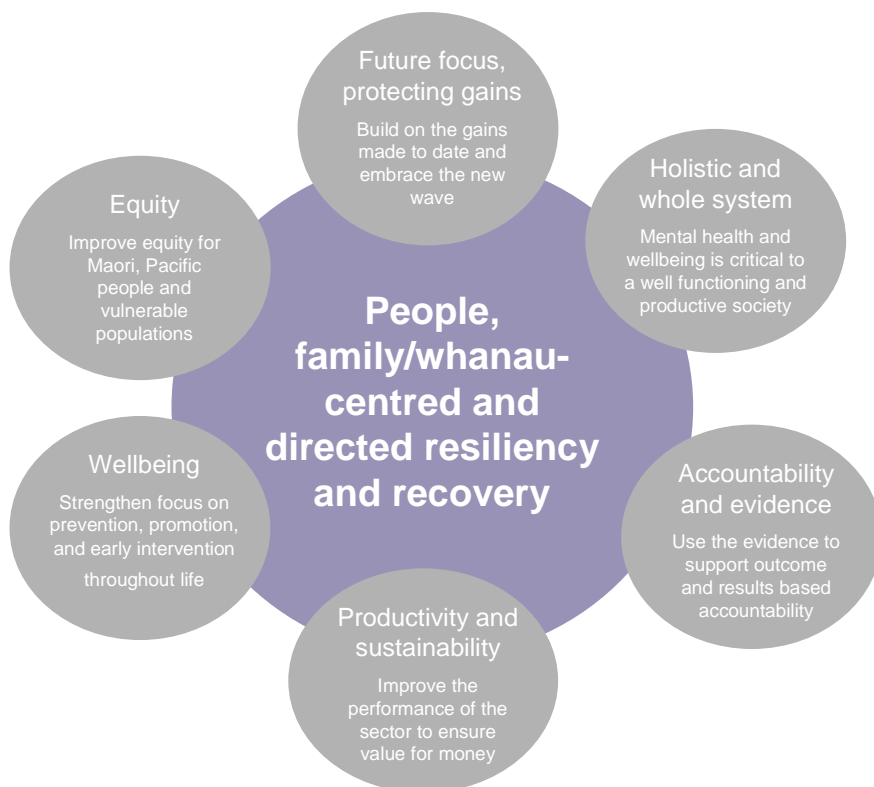 Future focus,
protecting gains
Build on the gains
made to date and
embrace the new
wave
Holistic and
whole system
Mental health and
wellbeing is critical to
a well functioning and
productive society
Equity
Improve equity for
Maori, Pacific
people and
vulnerable
populations
People,
family/whanau-
centred and
directed resiliency
and recovery
Wellbeing
Strengthen focus on
prevention, promotion,
and early intervention
throughout life
Accountability
and evidence
Use the evidence to
support outcome
and results based
accountability
Productivity and
sustainability
Improve the
performance of the
sector to ensure
value for money